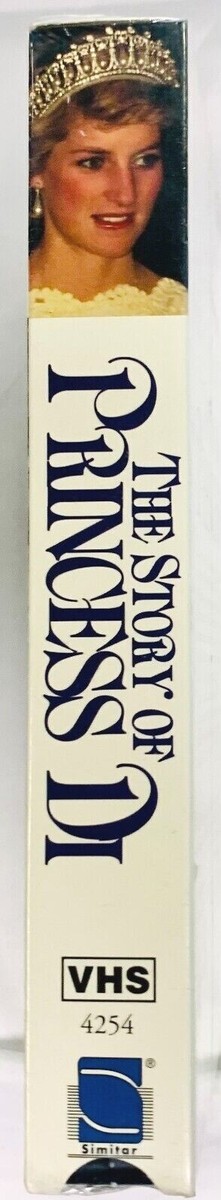 THE STORY OF
PRINCESS DI
VHS
4254
®
Simitar